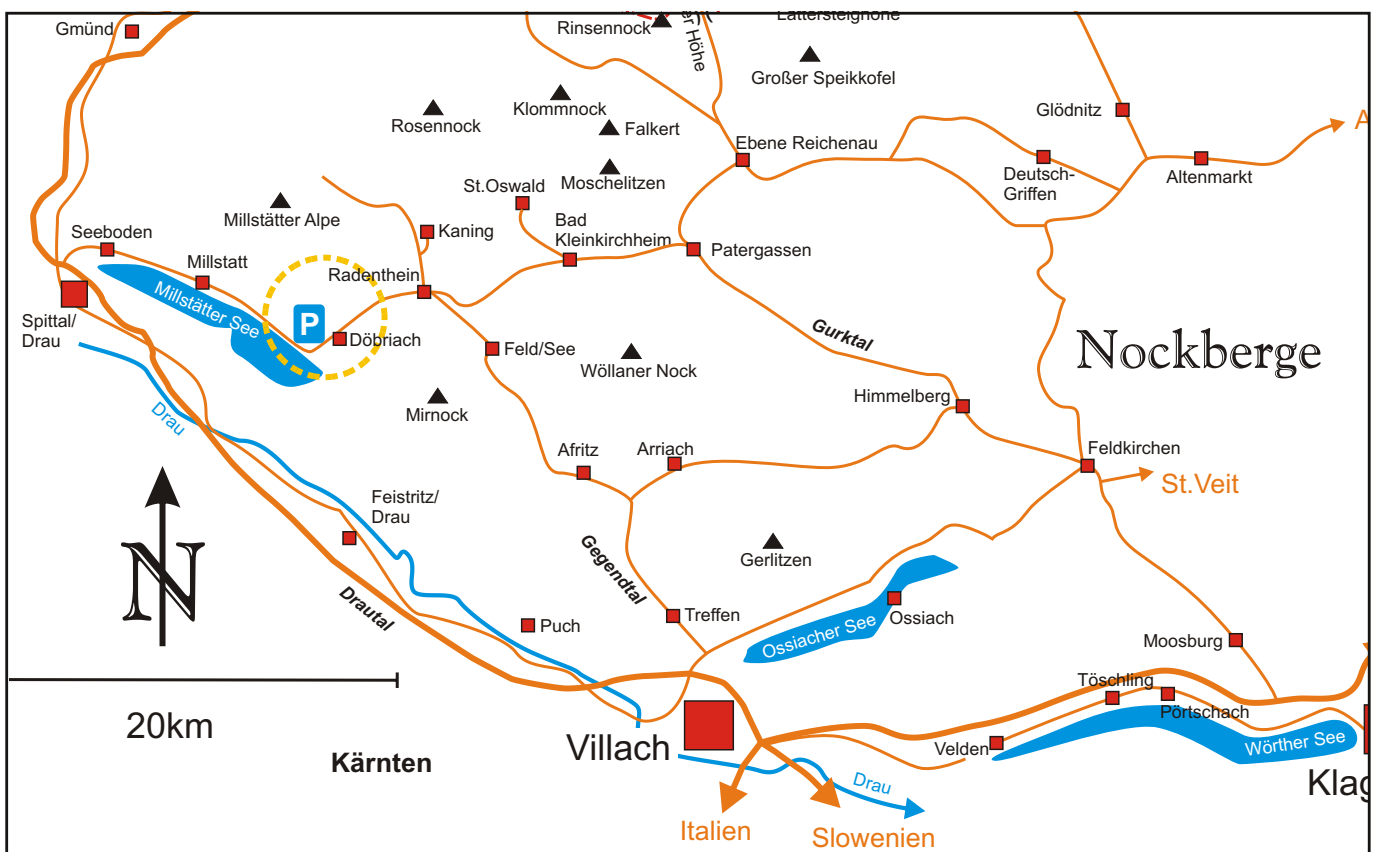 Gmünd
Rinsennock
er Höhe
Lattersteighöhe
Großer Speikkofel
Klommnock
Rosennock
Falkert
Glödnitz
A
Ebene Reichenau
Moschelitzen
St.Oswald
Deutsch-
Griffen
Altenmarkt
Millstätter Alpe
Kaning
Bad
Kleinkirchheim
Patergassen
Seeboden
Millstatt
Radenthein
Millstätter See
P
Döbriach
Spittal/
Drau
Feld/See
Wöllaner Nock
Gurktal
Nockberge
Mirnock
Himmelberg
Drau
Afritz
Arriach
Feldkirchen
St.Veit
Feistritz/
Drau
N
Gegendtal
Gerlitzen
Drautal
Puch
Treffen
Ossiacher See
Ossiach
Moosburg
20km
Töschling
Pörtschach
Villach
Velden
Wörther See
Kärnten
Klag
Drau
Italien
Slowenien